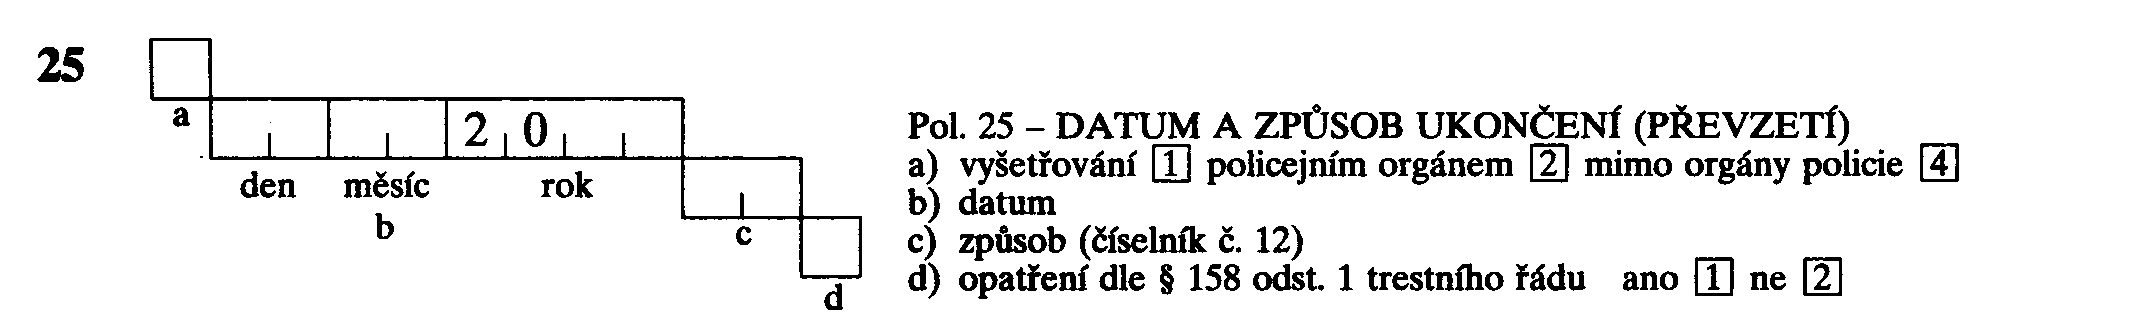 25
a
2 0
den měsíc rok
b
c
d
Pol. 25 – DATUM A ZPŮSOB UKONČENÍ (PŘEVZETÍ)
a) vyšetřování 1 policejním orgánem 2 mimo orgány policie 4
b) datum
c) způsob (číselník č. 12)
d) opatření dle § 158 odst. 1 trestního řádu ano 1 ne 2